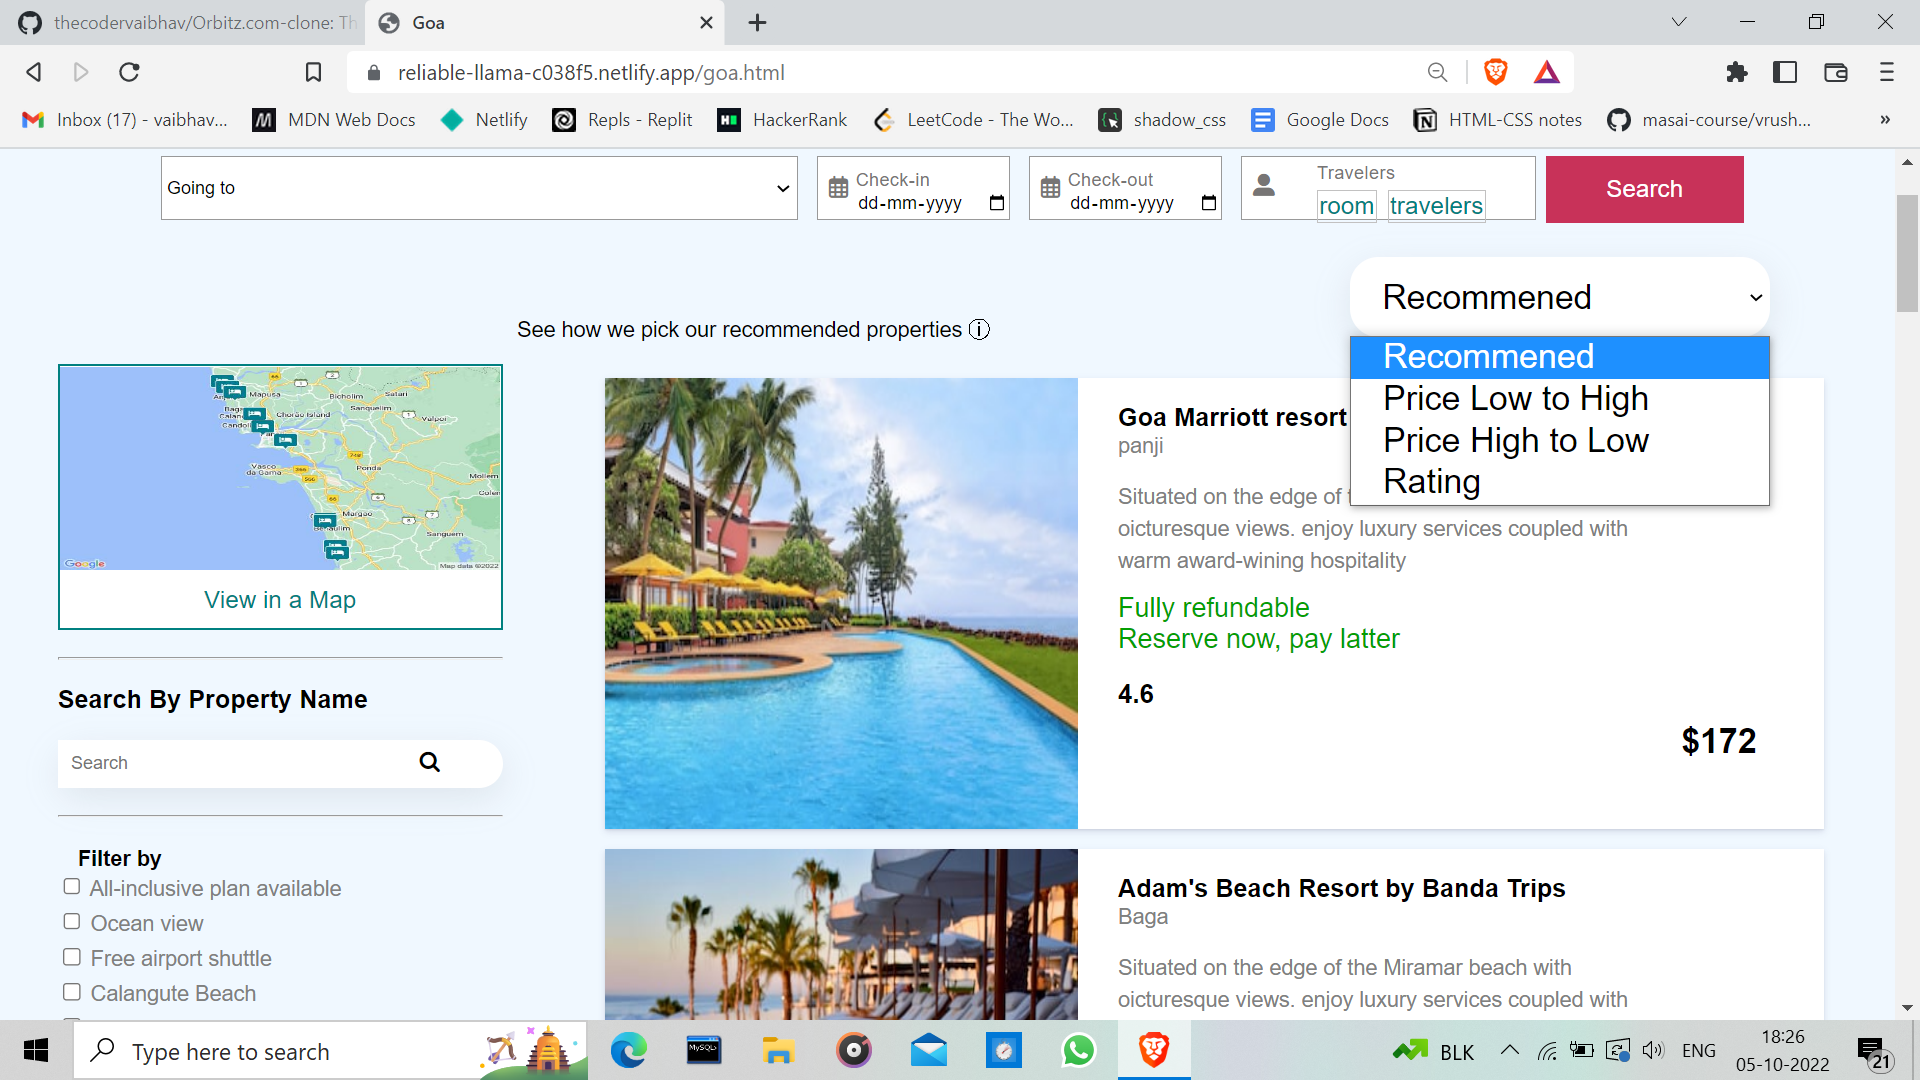 thecodervaibhav/Orbitz.com-clone: Th
Goa
reliable-llama-c038f5.netlify.app/goa.html
Inbox (17) - vaibhav...
MDN Web Docs
Netlify
Repls - Replit
HackerRank
LeetCode - The Wo...
shadow_css
Google Docs
HTML-CSS notes
masai-course/vrush...
»
Going to
Check-in
dd-mm-yyyy
Check-out
dd-mm-yyyy
Travelers
room travelers
Search
Recommened
Recommened
Price Low to High
Price High to Low
Rating
See how we pick our recommended properties
Mapusa
Bicholim
Satari
Sanquelim
Chorão Island
Valpoi
Vasco
da Gama
Ponda
Mollem
Margao
Sanguem
Google
Map data ©2022
View in a Map
Search By Property Name
Search
Filter by
All-inclusive plan available
Ocean view
Free airport shuttle
Calangute Beach
Goa Marriott resort
panji
Situated on the edge of
oicturesque views. enjoy luxury services coupled with
warm award-wining hospitality
Fully refundable
Reserve now, pay latter
4.6
$172
Adam's Beach Resort by Banda Trips
Baga
Situated on the edge of the Miramar beach with
oicturesque views. enjoy luxury services coupled with
Type here to search
MySQL>
BLK
ENG
18:26
05-10-2022
21